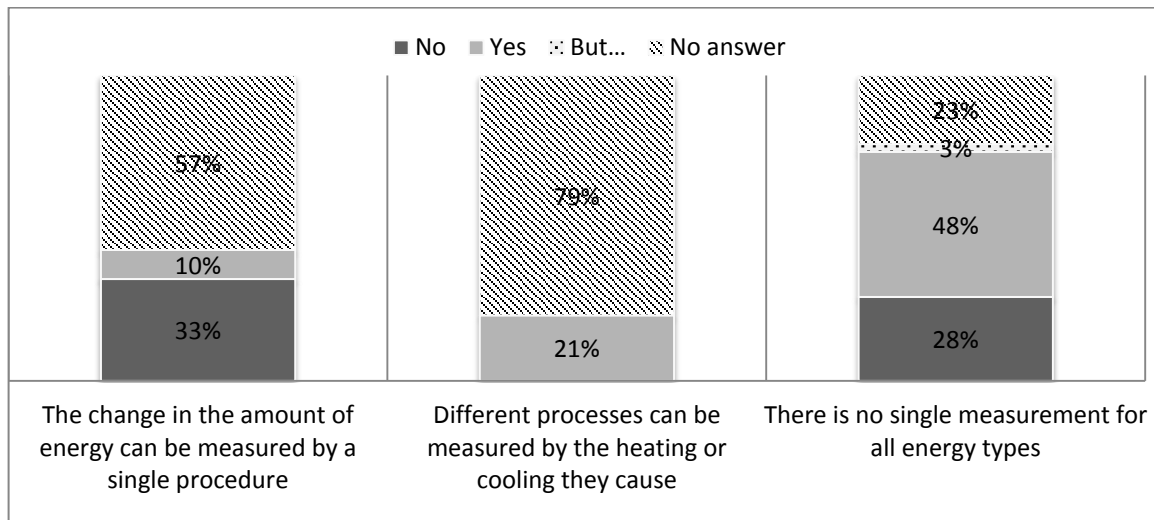 No Yes But... No answer
57%
10%
33%
79%
21%
23%
3%
48%
28%
The change in the amount of
energy can be measured by a
single procedure
Different processes can be
measured by the heating or
cooling they cause
There is no single measurement for
all energy types